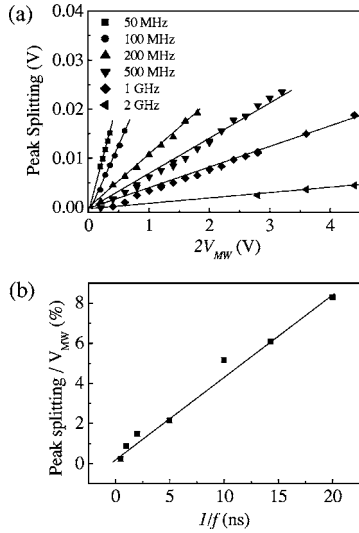 (a)
50 MHz
100 MHz
200 MHz
500 MHz
1 GHz
2 GHz
Peak Splitting (V)
0.04
0.03
0.02
0.01
0.00
0 1 2 3 4
2V_MW (V)
(b)
Peak splitting / V_MW (%)
8
6
4
2
0
0 5 10 15 20
1/f (ns)